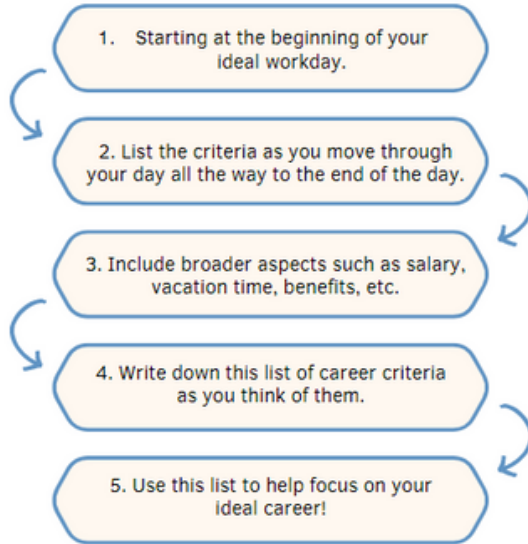 1. Starting at the beginning of your
ideal workday.
2. List the criteria as you move through
your day all the way to the end of the day.
3. Include broader aspects such as salary,
vacation time, benefits, etc.
4. Write down this list of career criteria
as you think of them.
5. Use this list to help focus on your
ideal career!